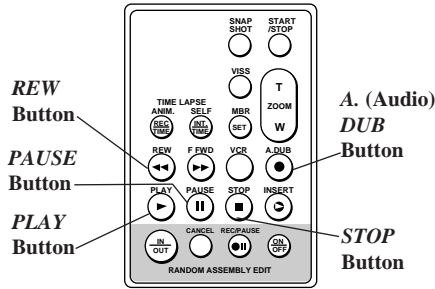 SNAP START
SHOT /STOP
VISS
T
ZOOM
W
TIME LAPSE
ANIM. SELF MBR
REC INT. SET
TIME TIME
REW F FWD VCR A.DUB
PLAY PAUSE STOP INSERT
CANCEL REC/PAUSE
IN ON
OUT OFF
RANDOM ASSEMBLY EDIT
REW
Button
PAUSE
Button
PLAY
Button
A. (Audio)
DUB
Button
STOP
Button